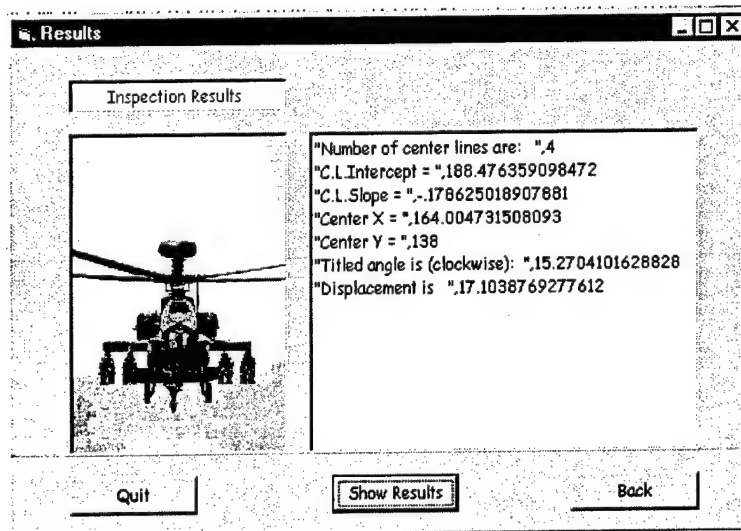 Results
Inspection Results
"Number of center lines are:   ",4
"C.L.Intercept = ",188.476359098472
"C.L.Slope = ",-.178625018907881
"Center X = ",164.004731508093
"Center Y = ",138
"Titled angle is (clockwise):  ",15.2704101628828
"Displacement is   ",17.1038769277612
Quit
Show Results
Back